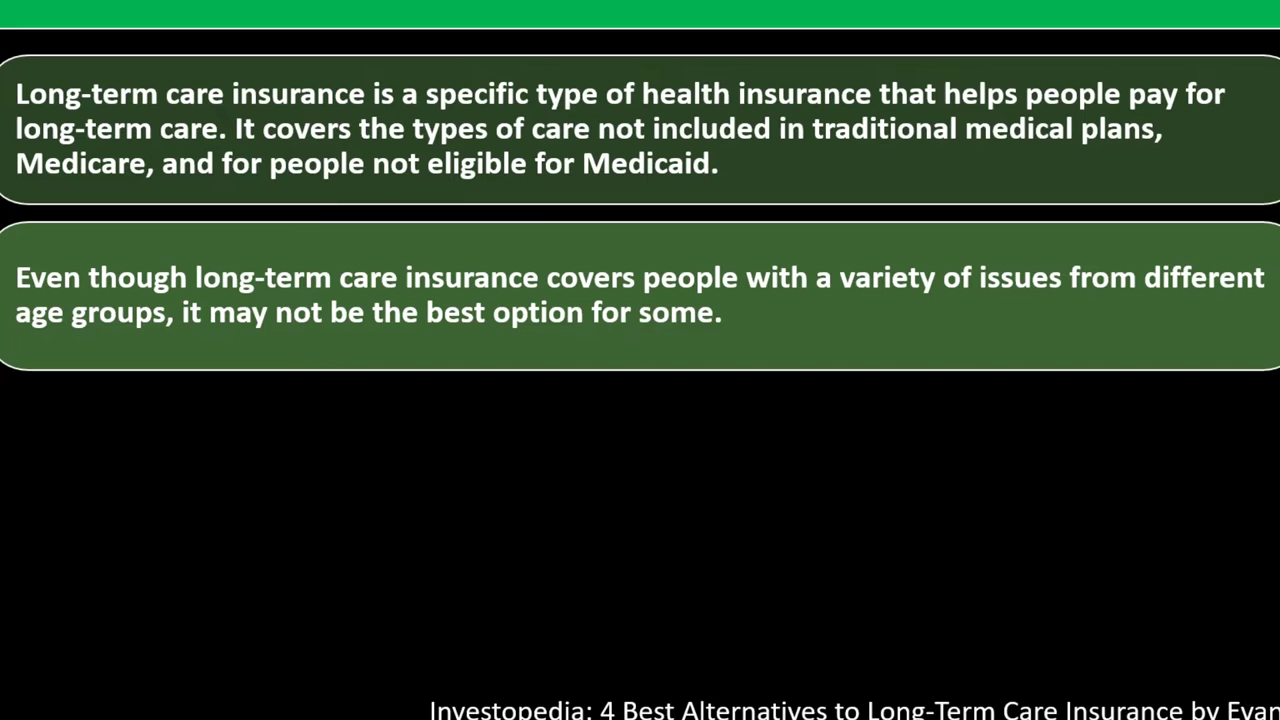 Long-term care insurance is a specific type of health insurance that helps people pay for
long-term care. It covers the types of care not included in traditional medical plans,
Medicare, and for people not eligible for Medicaid.
Even though long-term care insurance covers people with a variety of issues from different
age groups, it may not be the best option for some.
Investopedia: 4 Best Alternatives to Long-Term Care Insurance by Evan